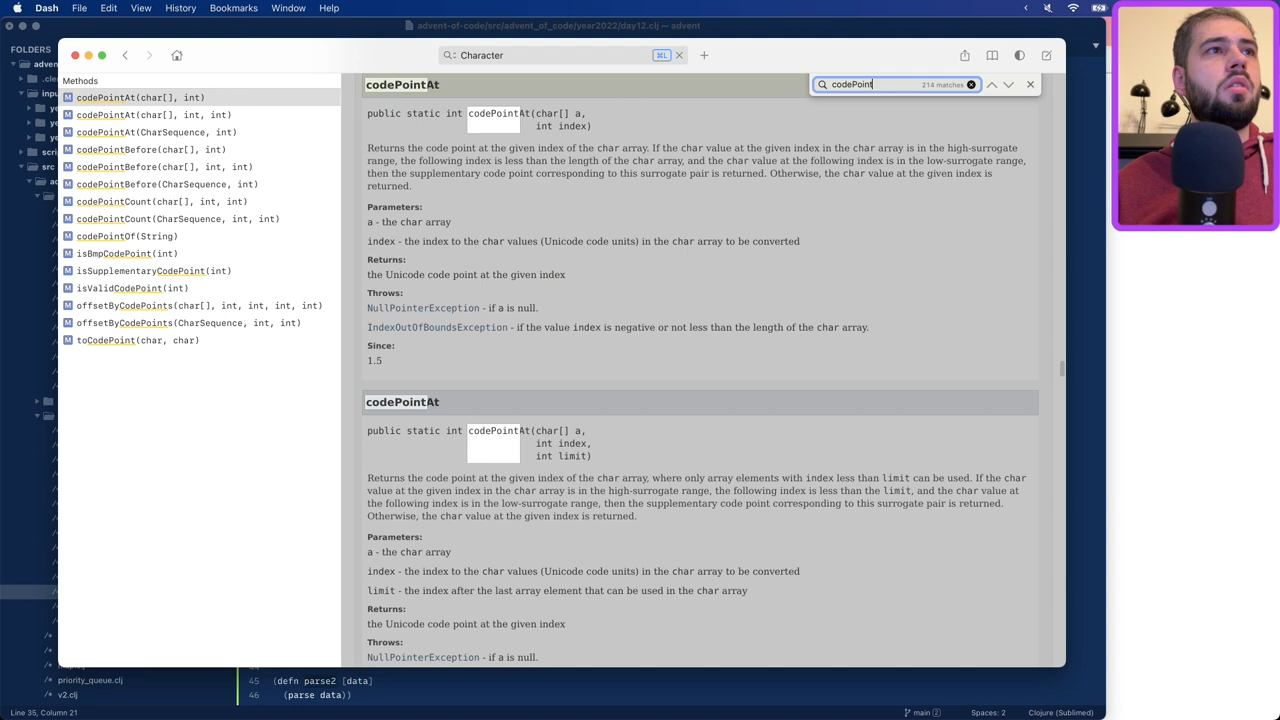 Dash File Edit View Go Bookmarks Window Help
advent-of-code/src/advent_of_code/year2022/day12.clj — advent
FOLDERS
Character
⌘L
Methods
codePointAt(char[], int)
codePointAt(char[], int, int)
codePointAt(CharSequence, int)
codePointBefore(char[], int)
codePointBefore(char[], int, int)
codePointBefore(CharSequence, int)
codePointCount(char[], int, int)
codePointCount(CharSequence, int, int)
codePointOf(String)
isBmpCodePoint(int)
isSupplementaryCodePoint(int)
isValidCodePoint(int)
offsetByCodePoints(char[], int, int, int, int)
offsetByCodePoints(CharSequence, int, int)
toCodePoint(char, char)
codePoint 214 matches
codePointAt
public static int codePointAt(char[] a,
int index)
Returns the code point at the given index of the char array. If the char value at the given index in the char array is in the high-surrogate
range, the following index is less than the length of the char array, and the char value at the following index is in the low-surrogate range,
then the supplementary code point corresponding to this surrogate pair is returned. Otherwise, the char value at the given index is
returned.
Parameters:
a - the char array
index - the index to the char values (Unicode code units) in the char array to be converted
Returns:
the Unicode code point at the given index
Throws:
NullPointerException - if a is null.
IndexOutOfBoundsException - if the value index is negative or not less than the length of the char array.
Since:
1.5
codePointAt
public static int codePointAt(char[] a,
int index,
int limit)
Returns the code point at the given index of the char array, where only array elements with index less than limit can be used. If the char
value at the given index in the char array is in the high-surrogate range, the following index is less than the limit, and the char value at
the following index is in the low-surrogate range, then the supplementary code point corresponding to this surrogate pair is returned.
Otherwise, the char value at the given index is returned.
Parameters:
a - the char array
index - the index to the char values (Unicode code units) in the char array to be converted
limit - the index after the last array element that can be used in the char array
Returns:
the Unicode code point at the given index
Throws:
NullPointerException - if a is null.
priority_queue.clj
v2.clj
45 (defn parse2 [data]
46 (parse data))
Line 35, Column 21
main 2
Spaces: 2
Clojure (Sublimed)